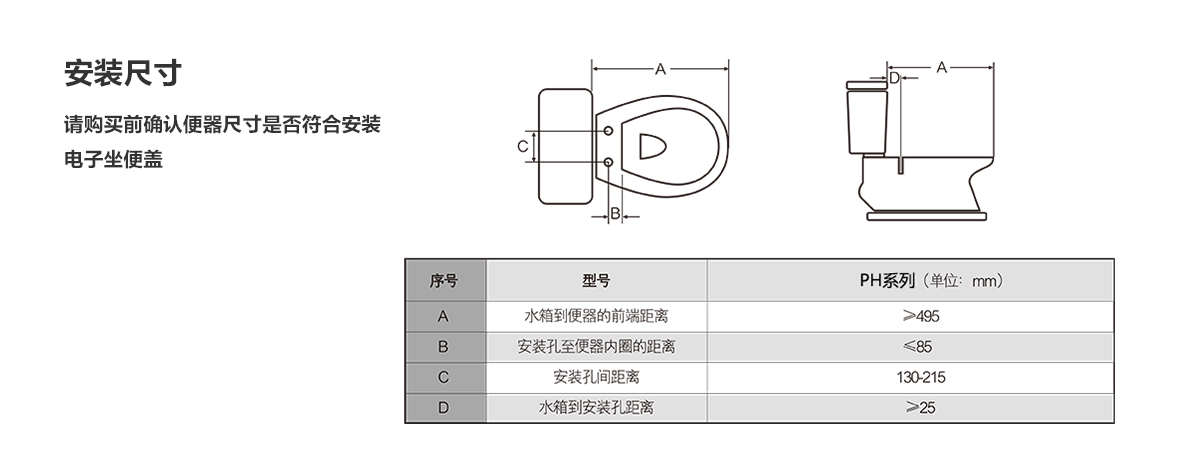 安装尺寸
请购买前确认便器尺寸是否符合安装
电子坐便盖
A
C
B
A
D
序号 型号 PH系列（单位：mm）
A 水箱到便器的前端距离 ⩾495
B 安装孔至便器内圈的距离 ⩽85
C 安装孔间距离 130-215
D 水箱到安装孔距离 ⩾25